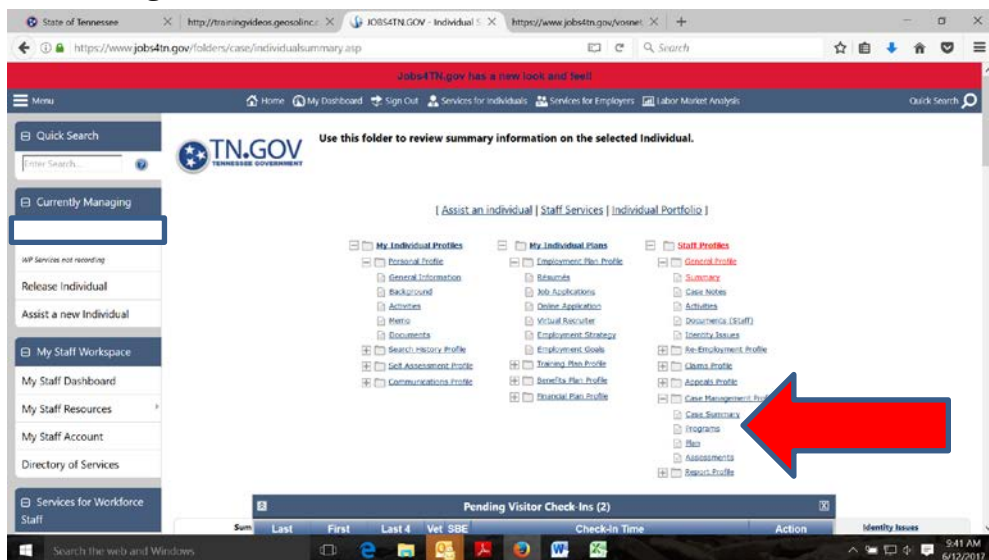 State of Tennessee
http://trainingvideos.geosolinc.c
JOBS4TN.GOV - Individual S
https://www.jobs4tn.gov/vosnet
https://www.jobs4tn.gov/folders/case/individualsummary.asp
Search
Jobs4TN.gov has a new look and feel!
Menu
Home My Dashboard Sign Out Services for Individuals Services for Employers Labor Market Analysis
Quick Search
Quick Search
Enter Search...
TN.GOV
TENNESSEE GOVERNMENT
Use this folder to review summary information on the selected Individual.
Currently Managing
WP Services not recording
Release Individual
Assist a new Individual
My Staff Workspace
My Staff Dashboard
My Staff Resources
My Staff Account
Directory of Services
Services for Workforce
Staff
[ Assist an individual | Staff Services | Individual Portfolio ]
My Individual Profiles
Personal Profile
General Information
Background
Activities
Memo
Documents
Search History Profile
Self Assessment Profile
Communications Profile
My Individual Plans
Employment Plan Profile
Résumés
Job Applications
Online Application
Virtual Recruiter
Employment Strategy
Employment Goals
Training Plan Profile
Benefits Plan Profile
Financial Plan Profile
Staff Profiles
General Profile
Summary
Case Notes
Activities
Documents (Staff)
Identity Issues
Re-Employment Profile
Claims Profile
Appeals Profile
Case Management Prof
Case Summary
Programs
Plan
Assessments
Report Profile
Pending Visitor Check-Ins (2)
Sum
Last First Last 4 Vet SBE Check-In Time Action
Identity Issues
Search the web and Windows
9:41 AM
6/12/2017